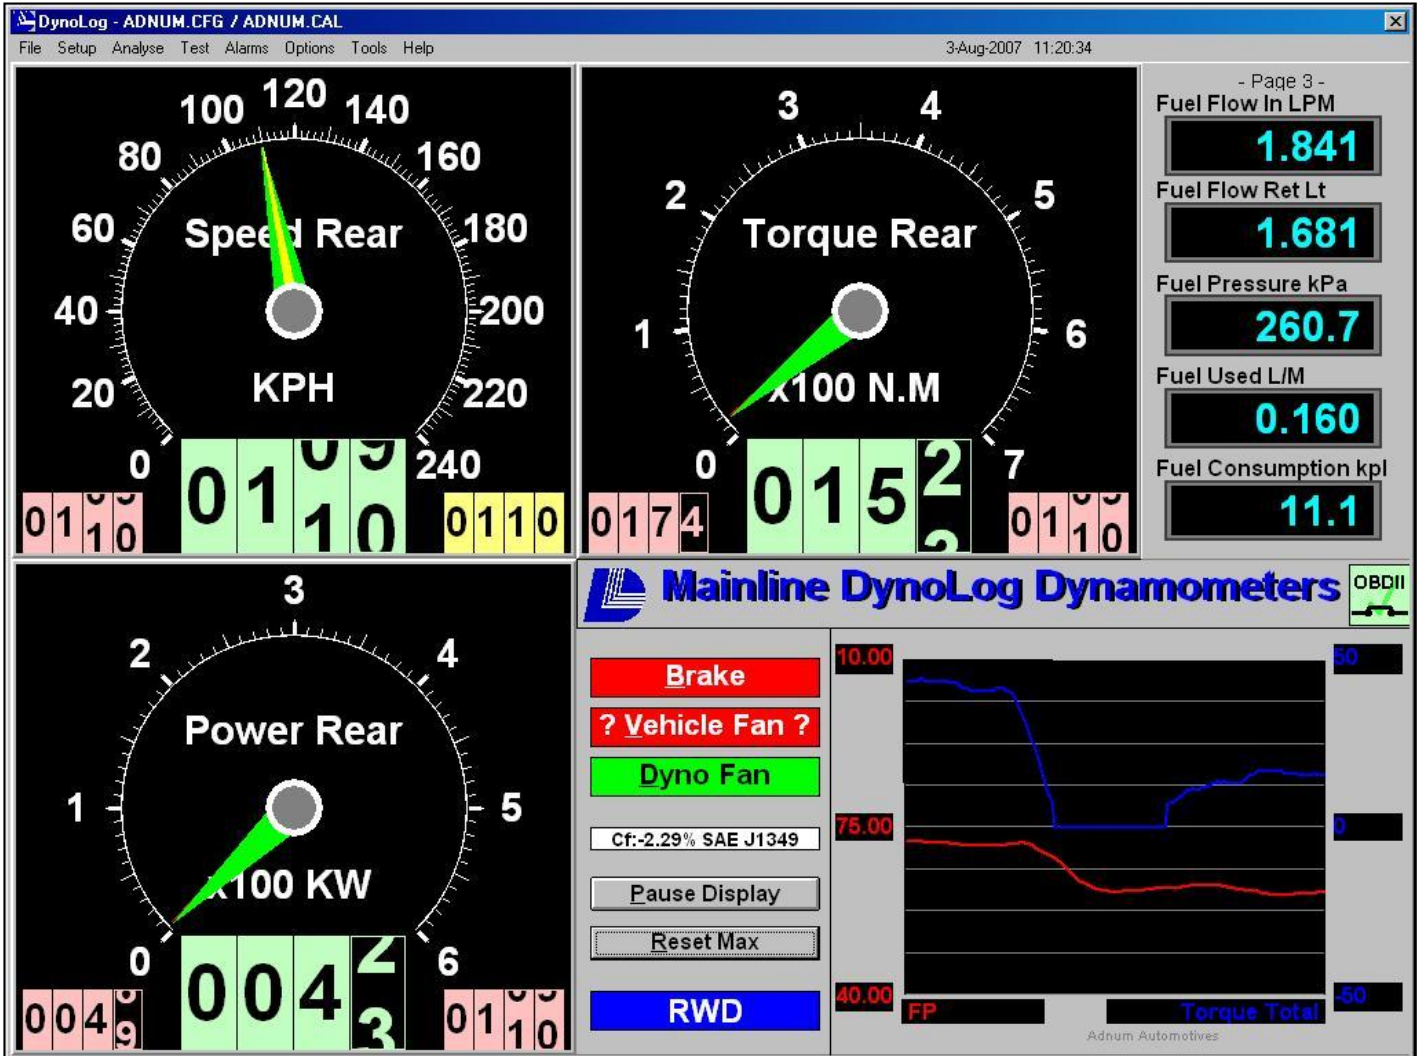 DynoLog - ADNUM.CFG / ADNUM.CAL
File Setup Analyse Test Alarms Options Tools Help 3-Aug-2007 11:20:34
0 20 40 60 80 100 120 140 160 180 200 220 240
Speed Rear
KPH
0110
0 1 2 3 4 5 6 7
Torque Rear
x100 N.M
0174
- Page 3 -
Fuel Flow In LPM
1.841
Fuel Flow Ret Lt
1.681
Fuel Pressure kPa
260.7
Fuel Used L/M
0.160
Fuel Consumption kpl
11.1
0 1 2 3 4 5 6
Power Rear
x100 KW
Mainline DynoLog Dynamometers
OBDII
Brake
? Vehicle Fan ?
Dyno Fan
Cf:-2.29% SAE J1349
Pause Display
Reset Max
RWD
10.00 50
75.00 0
40.00 -50
FP Torque Total
Adnum Automotives